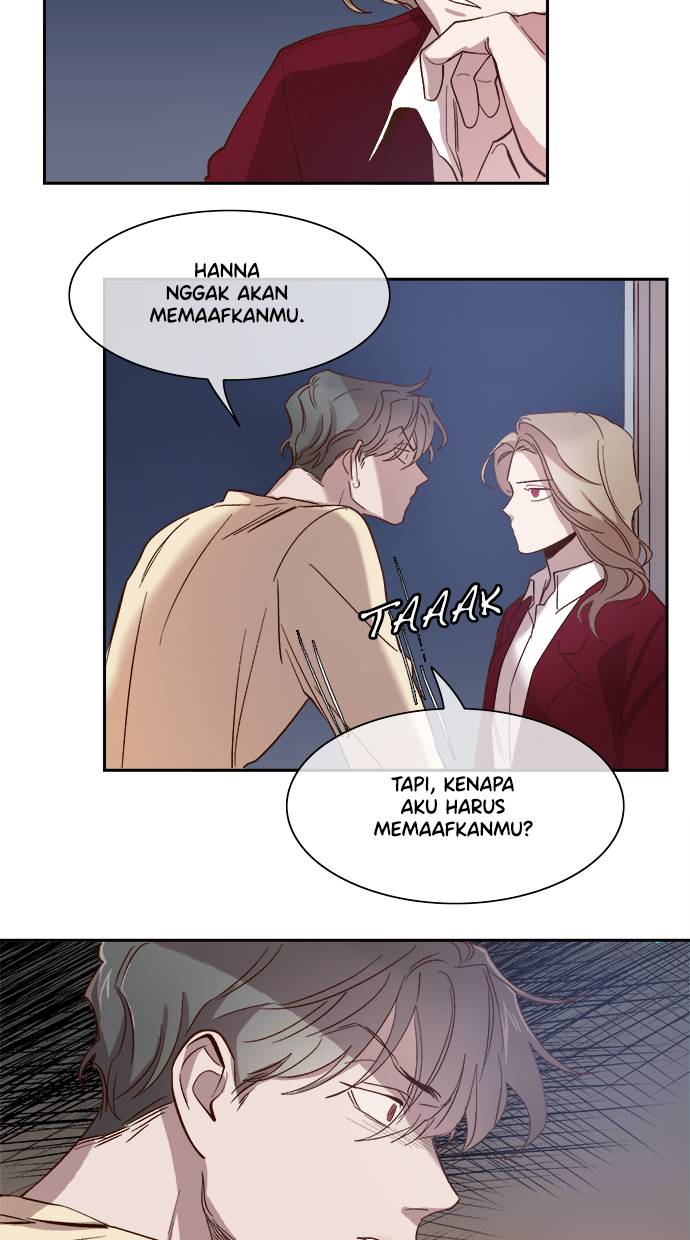 HANNA
NGGAK AKAN
MEMAAFKANMU.
TAAAK
TAPI, KENAPA
AKU HARUS
MEMAAFKANMU?